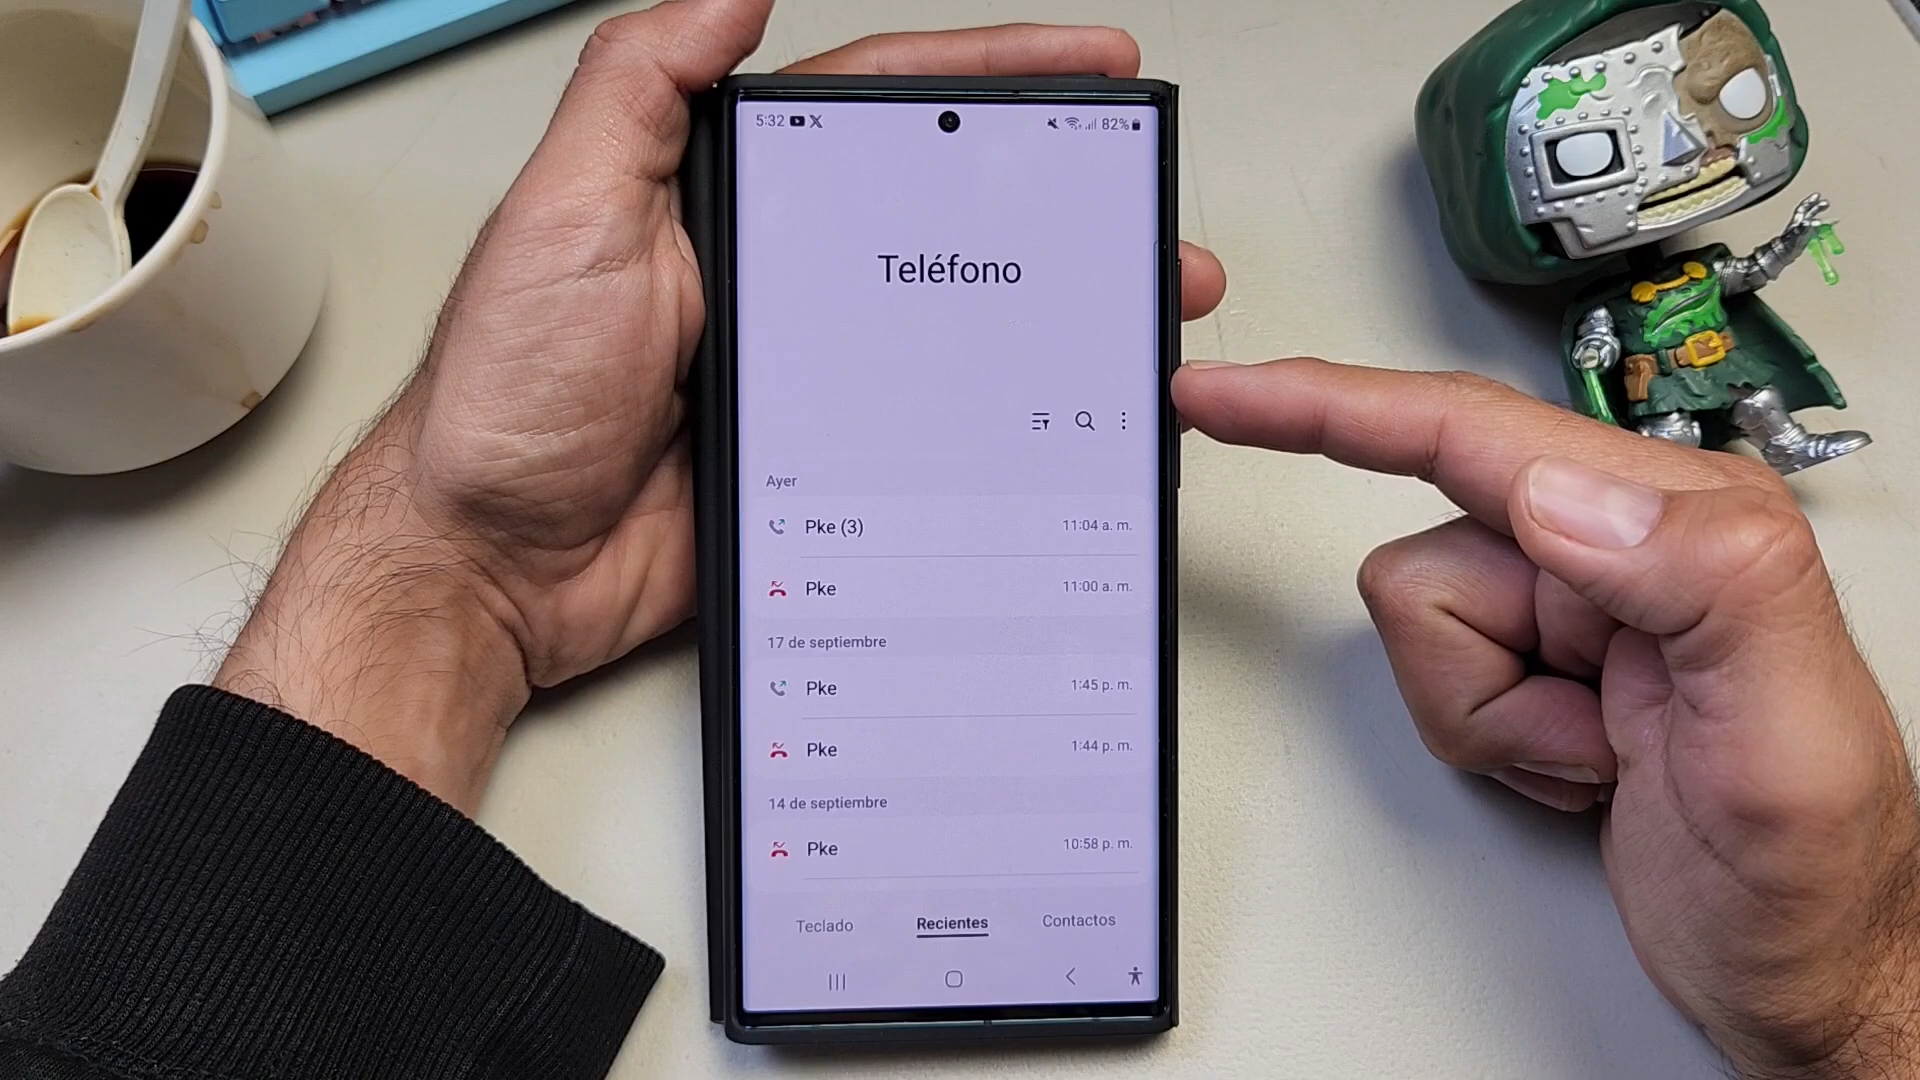 5:32
82%
Teléfono
Ayer
Pke (3) 11:04 a. m.
Pke 11:00 a. m.
17 de septiembre
Pke 1:45 p. m.
Pke 1:44 p. m.
14 de septiembre
Pke 10:58 p. m.
Teclado Recientes Contactos